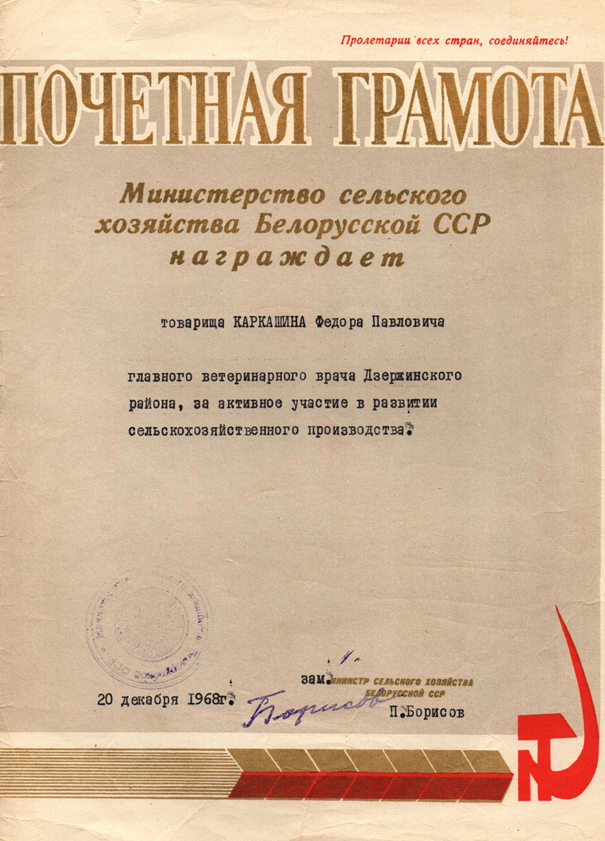 Пролетарии всех стран, соединяйтесь!
ПОЧЕТНАЯ ГРАМОТА
Министерство сельского
хозяйства Белорусской ССР
награждает
товарища КАРКАШИНА Федора Павловича
главного ветеринарного врача Дзержинского
района, за активное участие в развитии
сельскохозяйственного производства.
зам. МИНИСТР СЕЛЬСКОГО ХОЗЯЙСТВА
БЕЛОРУССКОЙ ССР
20 декабря 1968г.
Борисов
П.Борисов